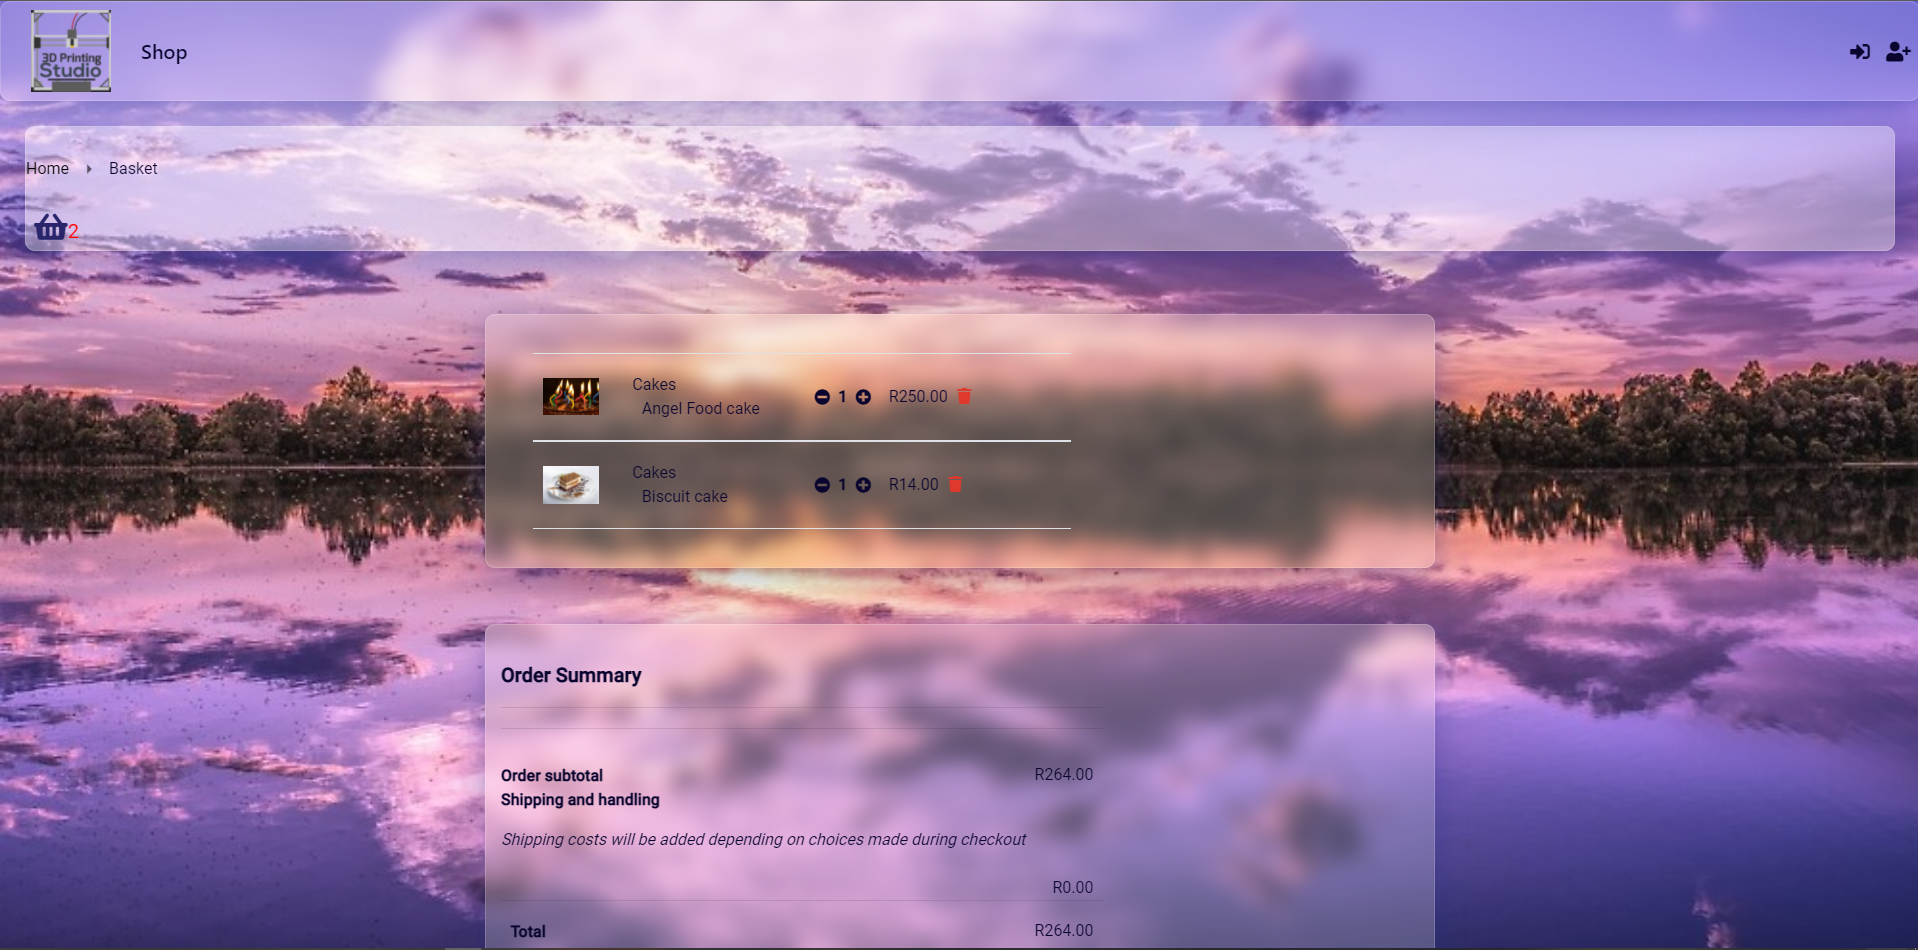 3D Printing
Studio
Shop
Home
Basket
2
Cakes
Angel Food cake
1
R250.00
Cakes
Biscuit cake
1
R14.00
Order Summary
Order subtotal
R264.00
Shipping and handling
Shipping costs will be added depending on choices made during checkout
R0.00
Total
R264.00